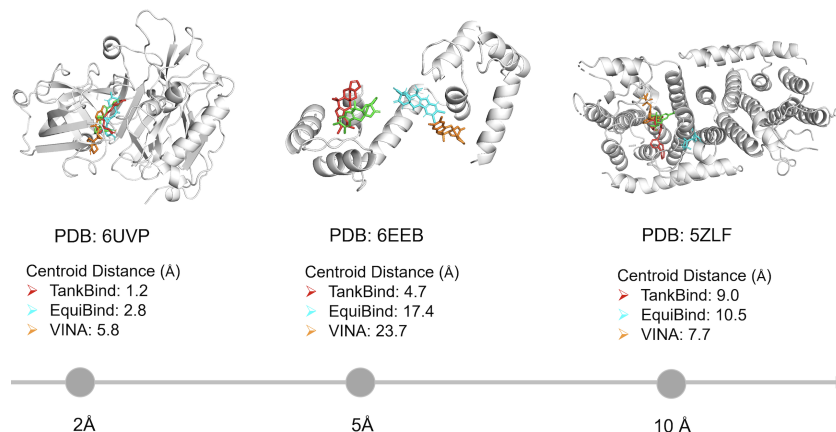 PDB: 6UVP
Centroid Distance (Å)
TankBind: 1.2
EquiBind: 2.8
VINA: 5.8
2Å
PDB: 6EEB
Centroid Distance (Å)
TankBind: 4.7
EquiBind: 17.4
VINA: 23.7
5Å
PDB: 5ZLF
Centroid Distance (Å)
TankBind: 9.0
EquiBind: 10.5
VINA: 7.7
10 Å